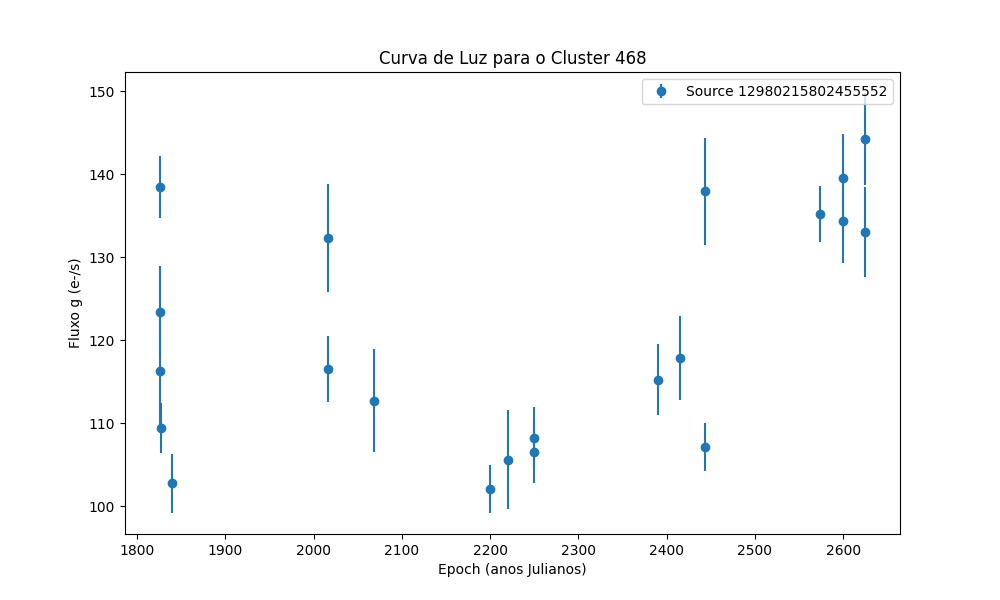 Curva de Luz para o Cluster 468
Source 12980215802455552
150
140
130
120
110
100
Fluxo g (e-/s)
1800 1900 2000 2100 2200 2300 2400 2500 2600
Epoch (anos Julianos)